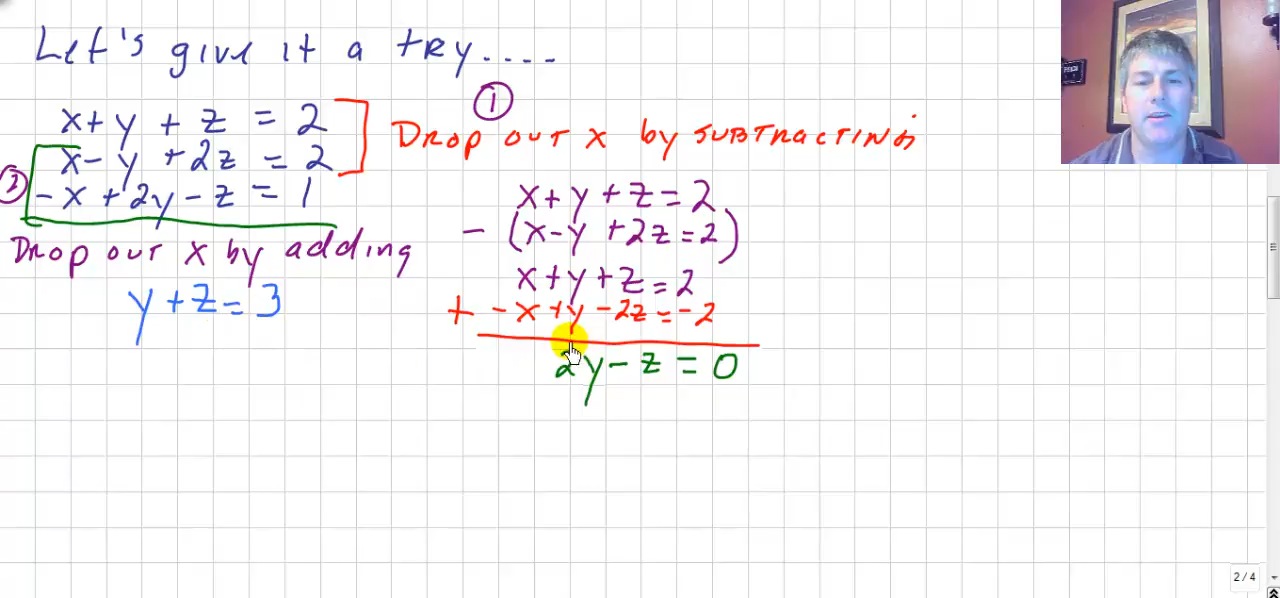 Let's give it a try....
x + y + z = 2
x - y + 2z = 2
- x + 2y - z = 1
Drop out x by adding
y + z = 3
1
Drop out x by subtracting
x + y + z = 2
- (x - y + 2z = 2)
x + y + z = 2
+ - x + y - 2z = -2
2y - z = 0
2 / 4